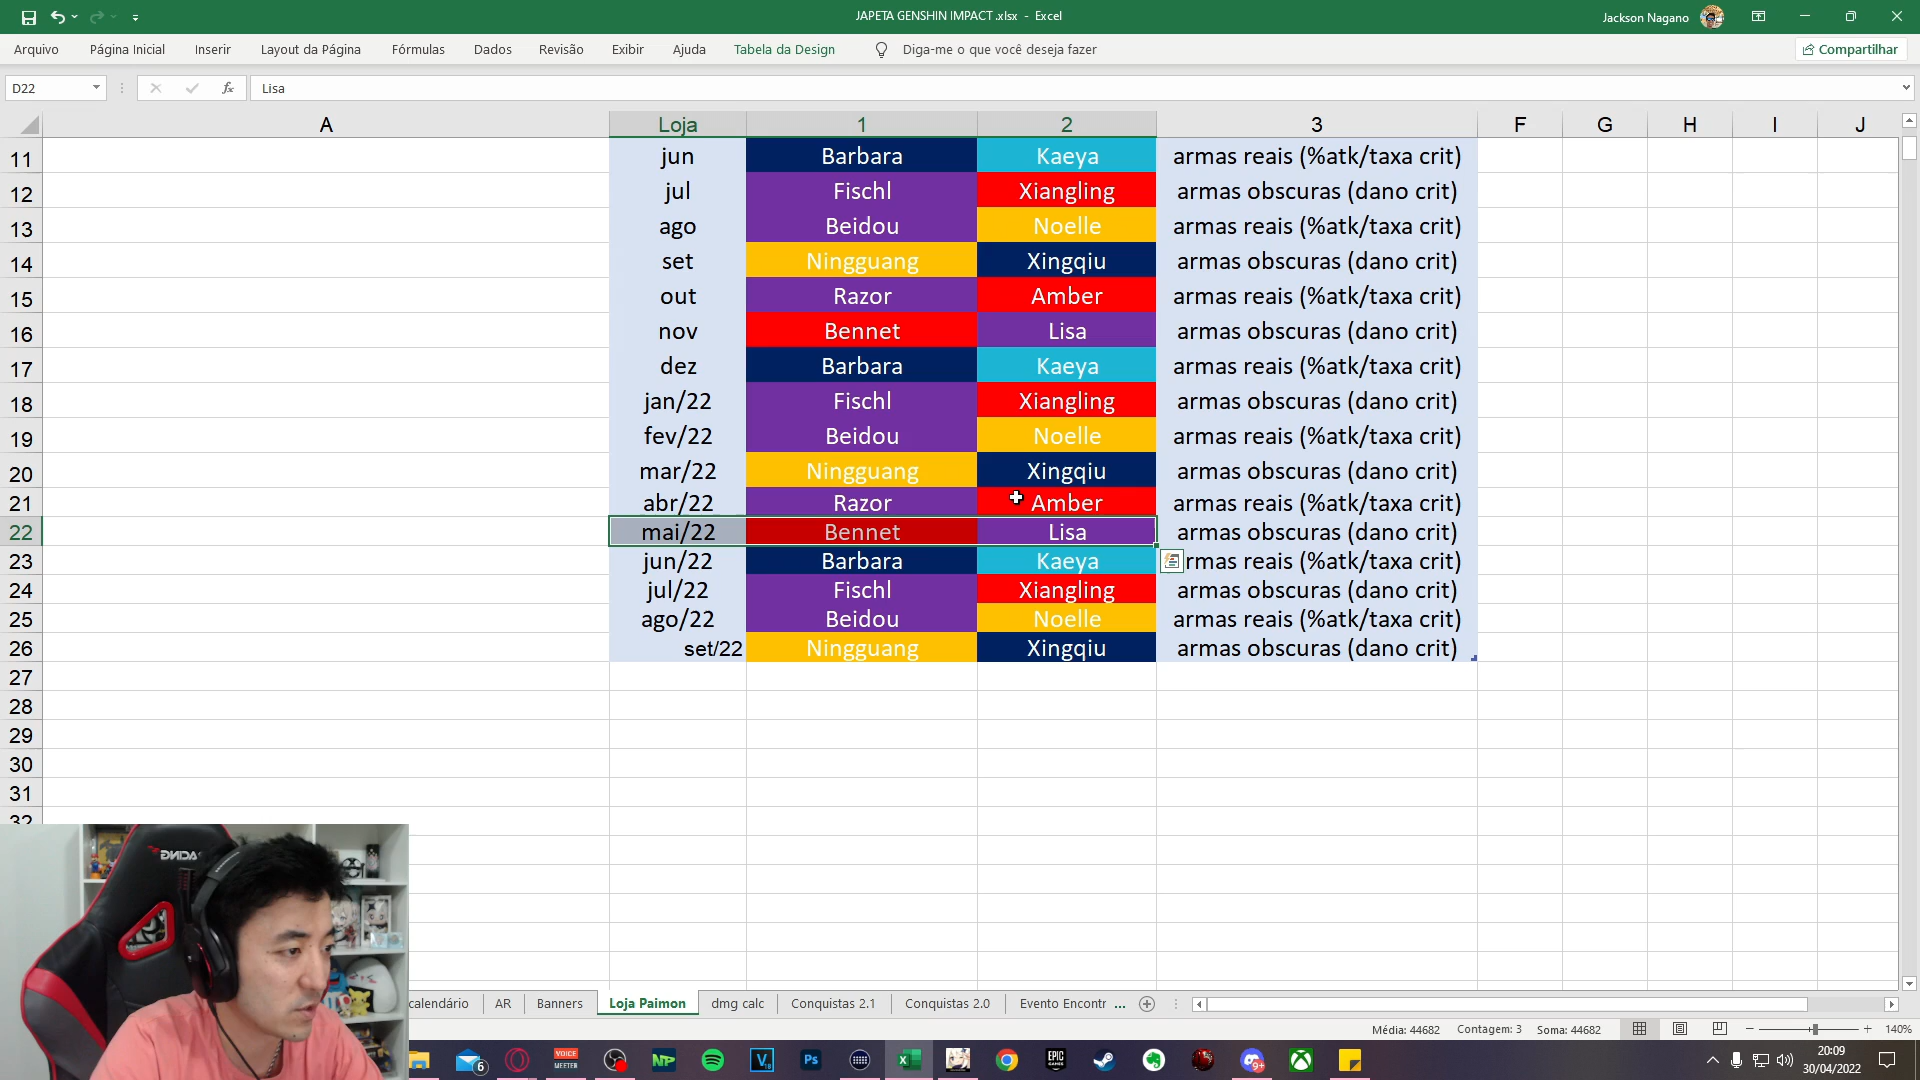 JAPETA GENSHIN IMPACT .xlsx - Excel
Jackson Nagano
Arquivo Página Inicial Inserir Layout da Página Fórmulas Dados Revisão Exibir Ajuda Tabela da Design Diga-me o que você deseja fazer Compartilhar
D22 fx Lisa
A Loja 1 2 3 F G H I J
11 jun Barbara Kaeya armas reais (%atk/taxa crit)
12 jul Fischl Xiangling armas obscuras (dano crit)
13 ago Beidou Noelle armas reais (%atk/taxa crit)
14 set Ningguang Xingqiu armas obscuras (dano crit)
15 out Razor Amber armas reais (%atk/taxa crit)
16 nov Bennet Lisa armas obscuras (dano crit)
17 dez Barbara Kaeya armas reais (%atk/taxa crit)
18 jan/22 Fischl Xiangling armas obscuras (dano crit)
19 fev/22 Beidou Noelle armas reais (%atk/taxa crit)
20 mar/22 Ningguang Xingqiu armas obscuras (dano crit)
21 abr/22 Razor Amber armas reais (%atk/taxa crit)
22 mai/22 Bennet Lisa armas obscuras (dano crit)
23 jun/22 Barbara Kaeya rmas reais (%atk/taxa crit)
24 jul/22 Fischl Xiangling armas obscuras (dano crit)
25 ago/22 Beidou Noelle armas reais (%atk/taxa crit)
26 set/22 Ningguang Xingqiu armas obscuras (dano crit)
27
28
29
30
31
32
calendário AR Banners Loja Paimon dmg calc Conquistas 2.1 Conquistas 2.0 Evento Encontr ...
Média: 44682 Contagem: 3 Soma: 44682 140%
6 VOICE MEETER NP V Ps EPIC GAMES 9+ 20:09
30/04/2022